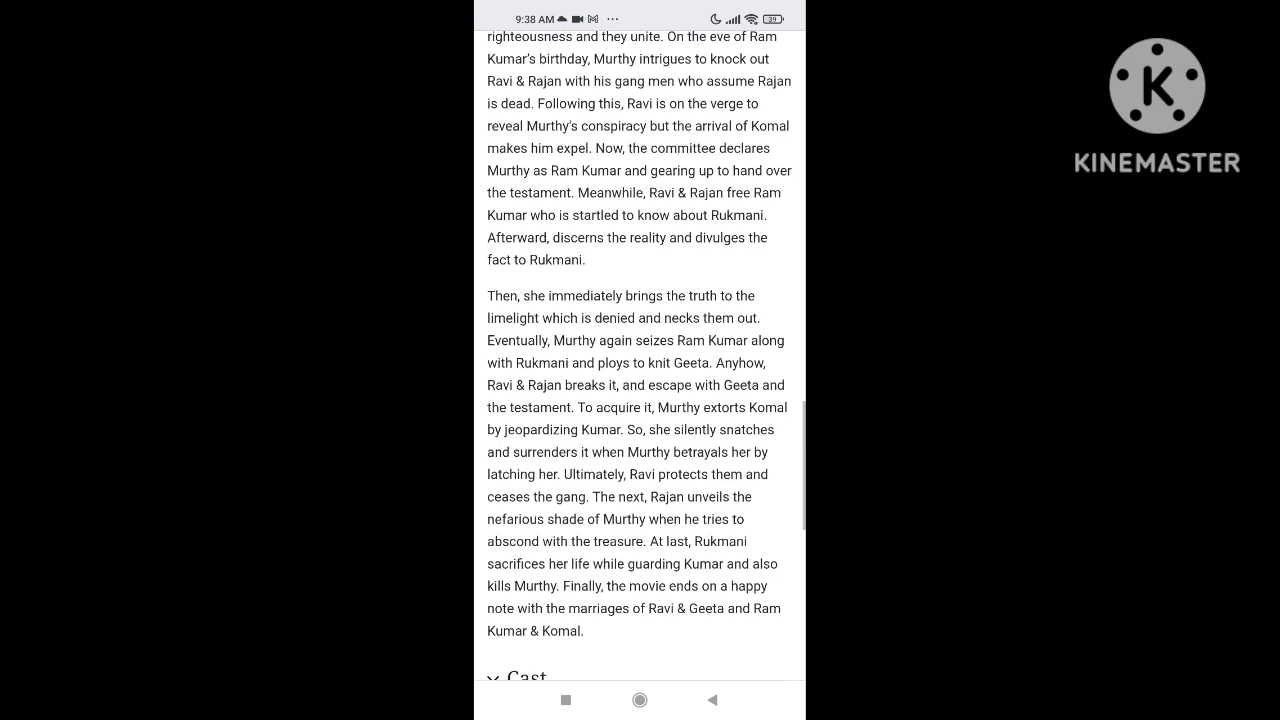 9:38 AM
39
righteousness and they unite. On the eve of Ram
Kumar's birthday, Murthy intrigues to knock out
Ravi & Rajan with his gang men who assume Rajan
is dead. Following this, Ravi is on the verge to
reveal Murthy's conspiracy but the arrival of Komal
makes him expel. Now, the committee declares
Murthy as Ram Kumar and gearing up to hand over
the testament. Meanwhile, Ravi & Rajan free Ram
Kumar who is startled to know about Rukmani.
Afterward, discerns the reality and divulges the
fact to Rukmani.
Then, she immediately brings the truth to the
limelight which is denied and necks them out.
Eventually, Murthy again seizes Ram Kumar along
with Rukmani and ploys to knit Geeta. Anyhow,
Ravi & Rajan breaks it, and escape with Geeta and
the testament. To acquire it, Murthy extorts Komal
by jeopardizing Kumar. So, she silently snatches
and surrenders it when Murthy betrayals her by
latching her. Ultimately, Ravi protects them and
ceases the gang. The next, Rajan unveils the
nefarious shade of Murthy when he tries to
abscond with the treasure. At last, Rukmani
sacrifices her life while guarding Kumar and also
kills Murthy. Finally, the movie ends on a happy
note with the marriages of Ravi & Geeta and Ram
Kumar & Komal.
Cast
K
KINEMASTER